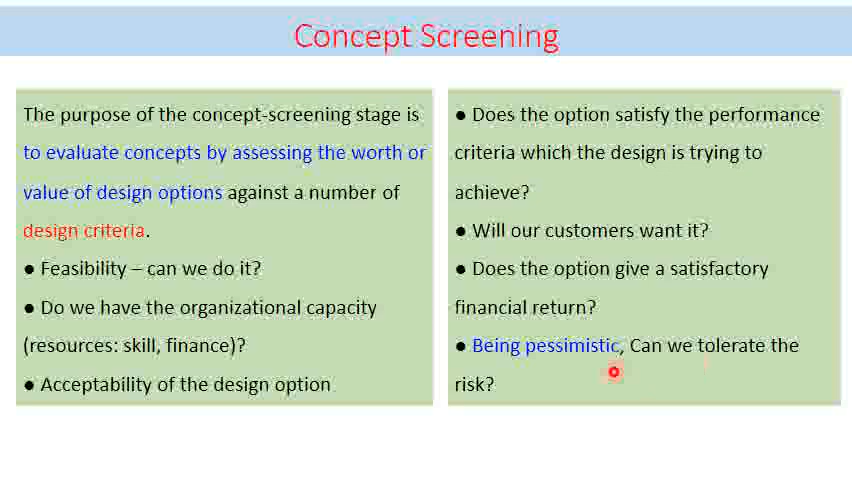 Concept Screening
The purpose of the concept-screening stage is
to evaluate concepts by assessing the worth or
value of design options against a number of
design criteria.
● Feasibility – can we do it?
● Do we have the organizational capacity
(resources: skill, finance)?
● Acceptability of the design option
● Does the option satisfy the performance
criteria which the design is trying to
achieve?
● Will our customers want it?
● Does the option give a satisfactory
financial return?
● Being pessimistic, Can we tolerate the
risk?